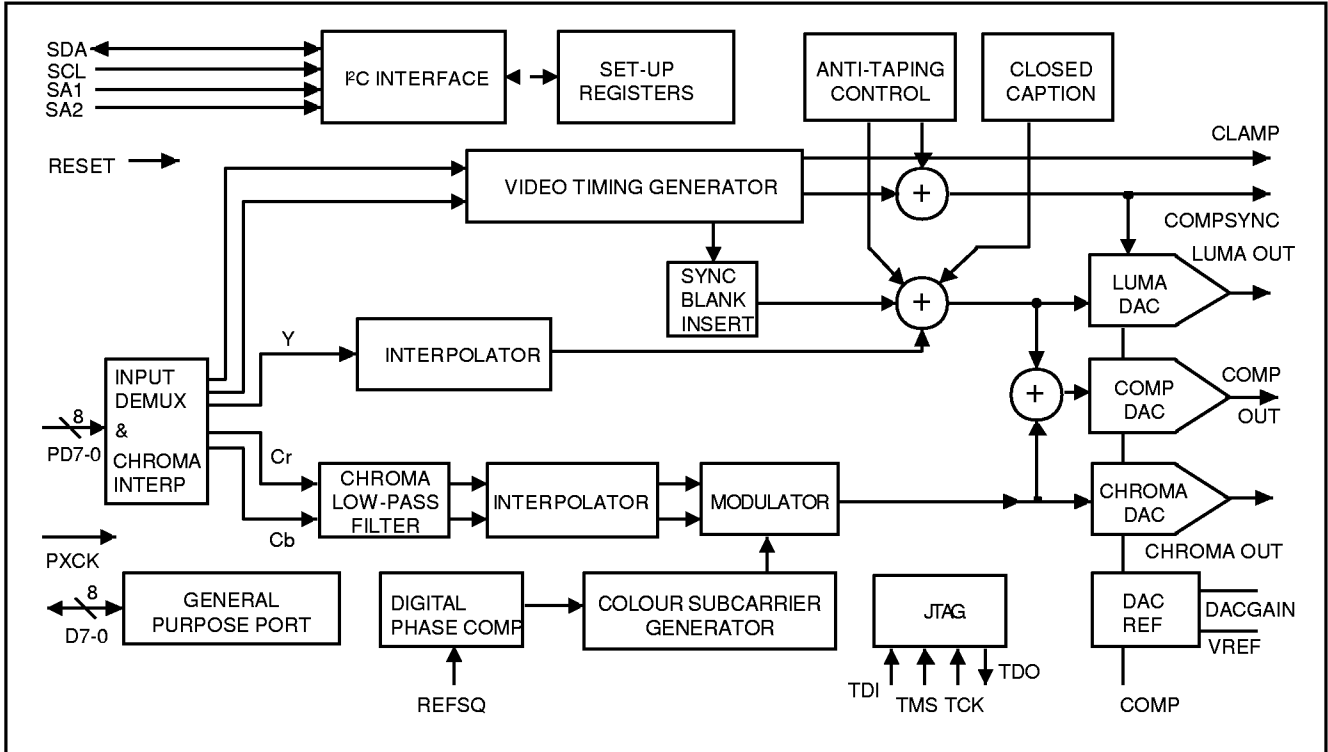 SDA
SCL
SA1
SA2
I²C INTERFACE
SET-UP
REGISTERS
ANTI-TAPING
CONTROL
CLOSED
CAPTION
RESET
CLAMP
VIDEO TIMING GENERATOR
+
COMPSYNC
LUMA OUT
SYNC
BLANK
INSERT
+
LUMA
DAC
Y
INTERPOLATOR
INPUT
DEMUX
&
CHROMA
INTERP
8
PD7-0
+
COMP
DAC
COMP
OUT
Cr
Cb
CHROMA
LOW-PASS
FILTER
INTERPOLATOR
MODULATOR
CHROMA
DAC
CHROMA OUT
PXCK
8
D7-0
GENERAL
PURPOSE PORT
DIGITAL
PHASE COMP
COLOUR SUBCARRIER
GENERATOR
JTAG
DAC
REF
DACGAIN
VREF
REFSQ
TDI
TMS
TCK
TDO
COMP